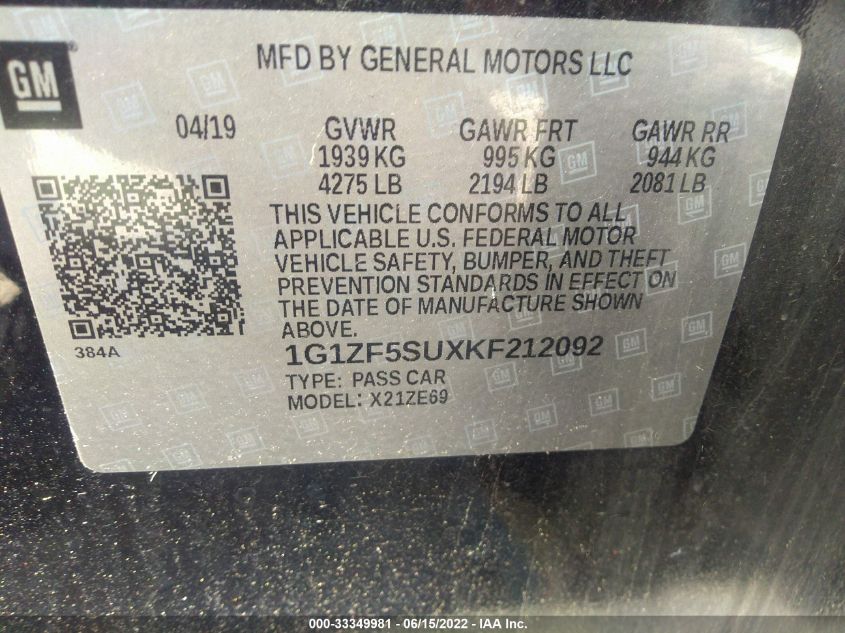 GM
MFD BY GENERAL MOTORS LLC
04/19 GVWR GAWR FRT GAWR RR
1939 KG 995 KG 944 KG
4275 LB 2194 LB 2081 LB
THIS VEHICLE CONFORMS TO ALL
APPLICABLE U.S. FEDERAL MOTOR
VEHICLE SAFETY, BUMPER, AND THEFT
PREVENTION STANDARDS IN EFFECT ON
THE DATE OF MANUFACTURE SHOWN
ABOVE.
384A
1G1ZF5SUXKF212092
TYPE: PASS CAR
MODEL: X21ZE69
000-33349981 - 06/15/2022 - IAA Inc.